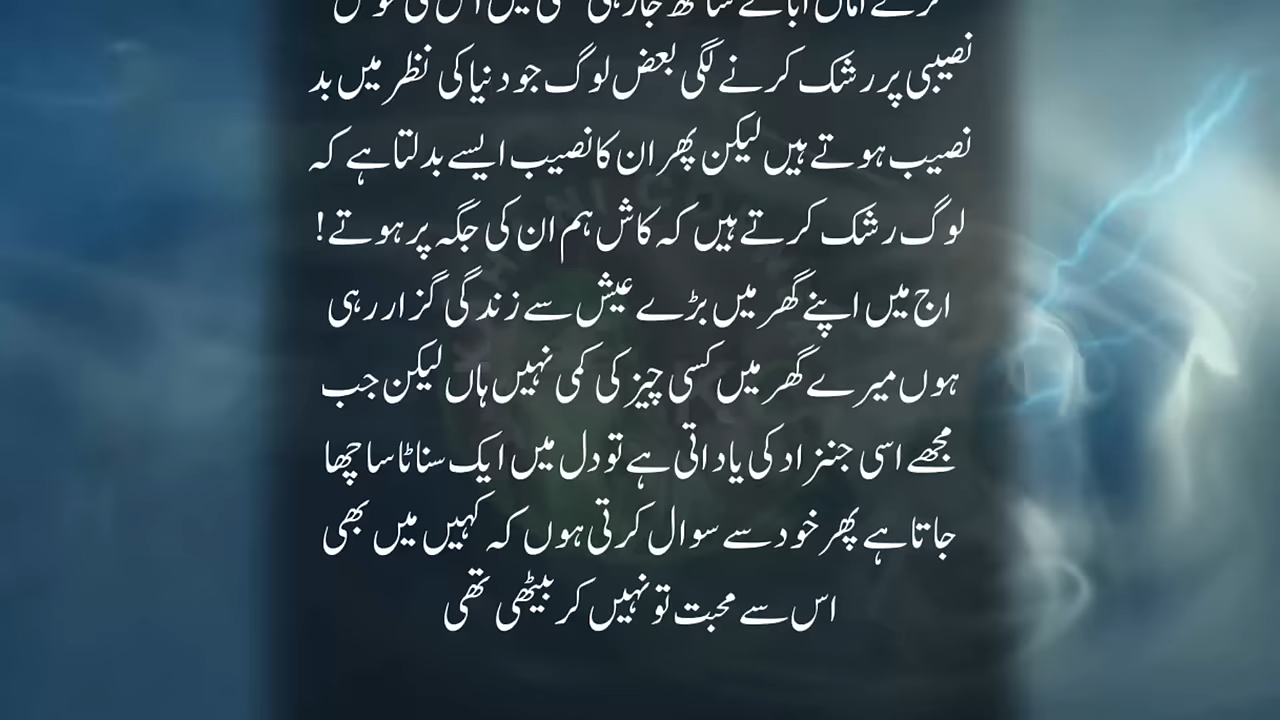 کرتے اماں ابا کے ساتھ جا رہی تھی میں اس کی خوش
نصیبی پر رشک کرنے لگی بعض لوگ جو دنیا کی نظر میں بد
نصیب ہوتے ہیں لیکن پھر ان کا نصیب ایسے بدلتا ہے کہ
لوگ رشک کرتے ہیں کہ کاش ہم ان کی جگہ پر ہوتے!
اج میں اپنے گھر میں بڑے عیش سے زندگی گزار رہی
ہوں میرے گھر میں کسی چیز کی کمی نہیں ہاں لیکن جب
مجھے اسی جنزاد کی یاد اتی ہے تو دل میں ایک سناٹا سا چھا
جاتا ہے پھر خود سے سوال کرتی ہوں کہ کہیں میں بھی
اس سے محبت تو نہیں کر بیٹھی تھی